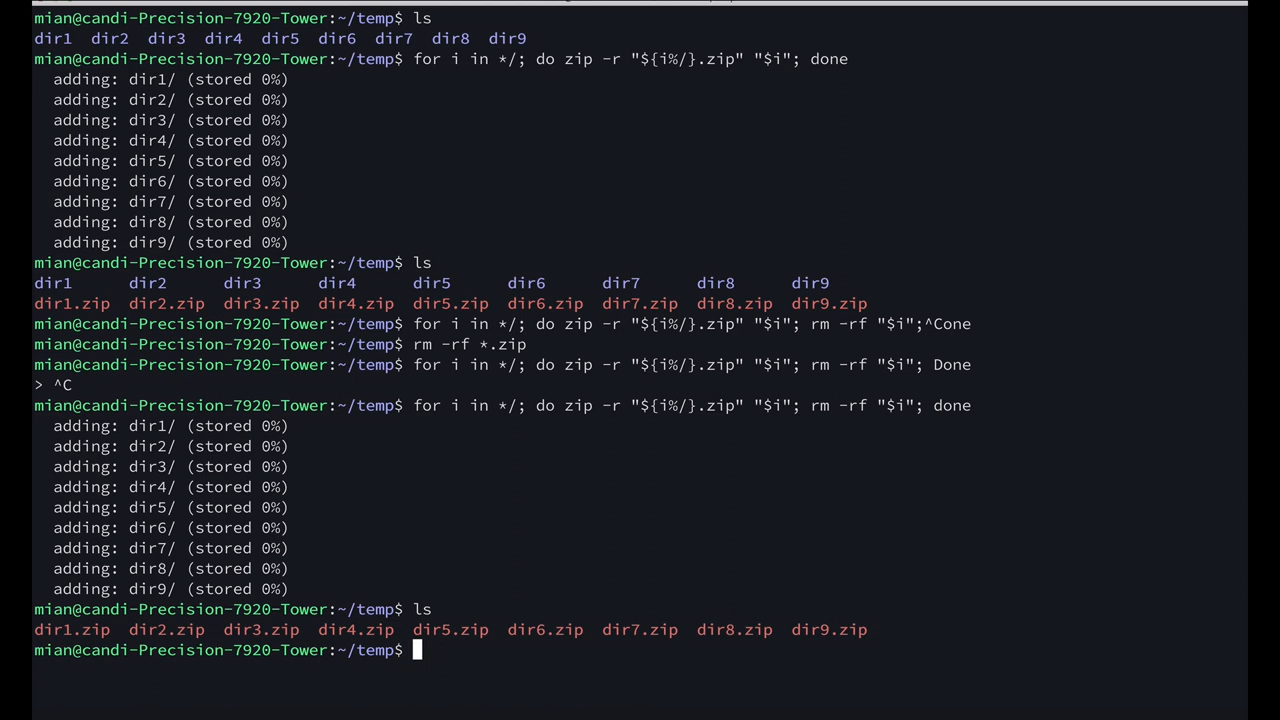 mian@candi-Precision-7920-Tower:~/temp$ ls
dir1  dir2  dir3  dir4  dir5  dir6  dir7  dir8  dir9
mian@candi-Precision-7920-Tower:~/temp$ for i in */; do zip -r "${i%/}.zip" "$i"; done
  adding: dir1/ (stored 0%)
  adding: dir2/ (stored 0%)
  adding: dir3/ (stored 0%)
  adding: dir4/ (stored 0%)
  adding: dir5/ (stored 0%)
  adding: dir6/ (stored 0%)
  adding: dir7/ (stored 0%)
  adding: dir8/ (stored 0%)
  adding: dir9/ (stored 0%)
mian@candi-Precision-7920-Tower:~/temp$ ls
dir1      dir2      dir3      dir4      dir5      dir6      dir7      dir8      dir9
dir1.zip  dir2.zip  dir3.zip  dir4.zip  dir5.zip  dir6.zip  dir7.zip  dir8.zip  dir9.zip
mian@candi-Precision-7920-Tower:~/temp$ for i in */; do zip -r "${i%/}.zip" "$i"; rm -rf "$i";^Cone
mian@candi-Precision-7920-Tower:~/temp$ rm -rf *.zip
mian@candi-Precision-7920-Tower:~/temp$ for i in */; do zip -r "${i%/}.zip" "$i"; rm -rf "$i"; Done
> ^C
mian@candi-Precision-7920-Tower:~/temp$ for i in */; do zip -r "${i%/}.zip" "$i"; rm -rf "$i"; done
  adding: dir1/ (stored 0%)
  adding: dir2/ (stored 0%)
  adding: dir3/ (stored 0%)
  adding: dir4/ (stored 0%)
  adding: dir5/ (stored 0%)
  adding: dir6/ (stored 0%)
  adding: dir7/ (stored 0%)
  adding: dir8/ (stored 0%)
  adding: dir9/ (stored 0%)
mian@candi-Precision-7920-Tower:~/temp$ ls
dir1.zip  dir2.zip  dir3.zip  dir4.zip  dir5.zip  dir6.zip  dir7.zip  dir8.zip  dir9.zip
mian@candi-Precision-7920-Tower:~/temp$